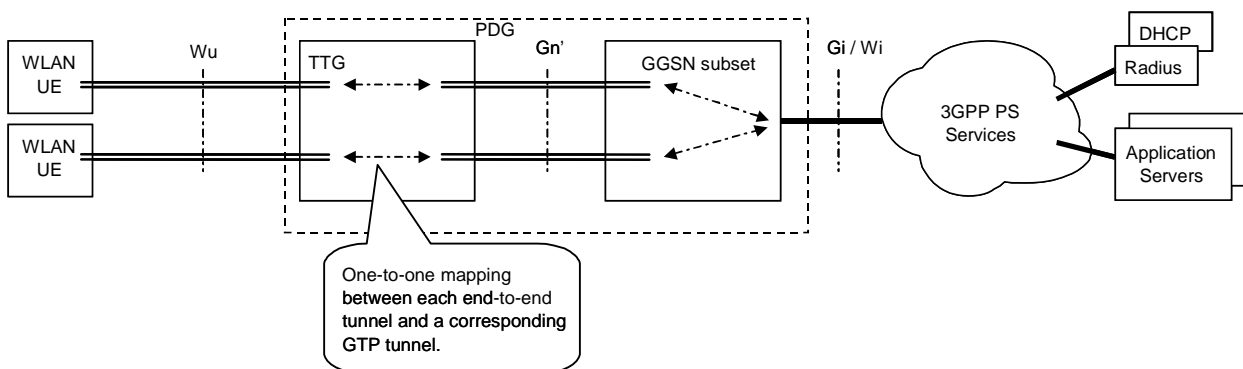 PDG
DHCP
WLAN
UE
Wu
TTG
Gn’
GGSN subset
Gi / Wi
Radius
3GPP PS
Services
WLAN
UE
Application
Servers
One-to-one mapping
between each end-to-end
tunnel and a corresponding
GTP tunnel.